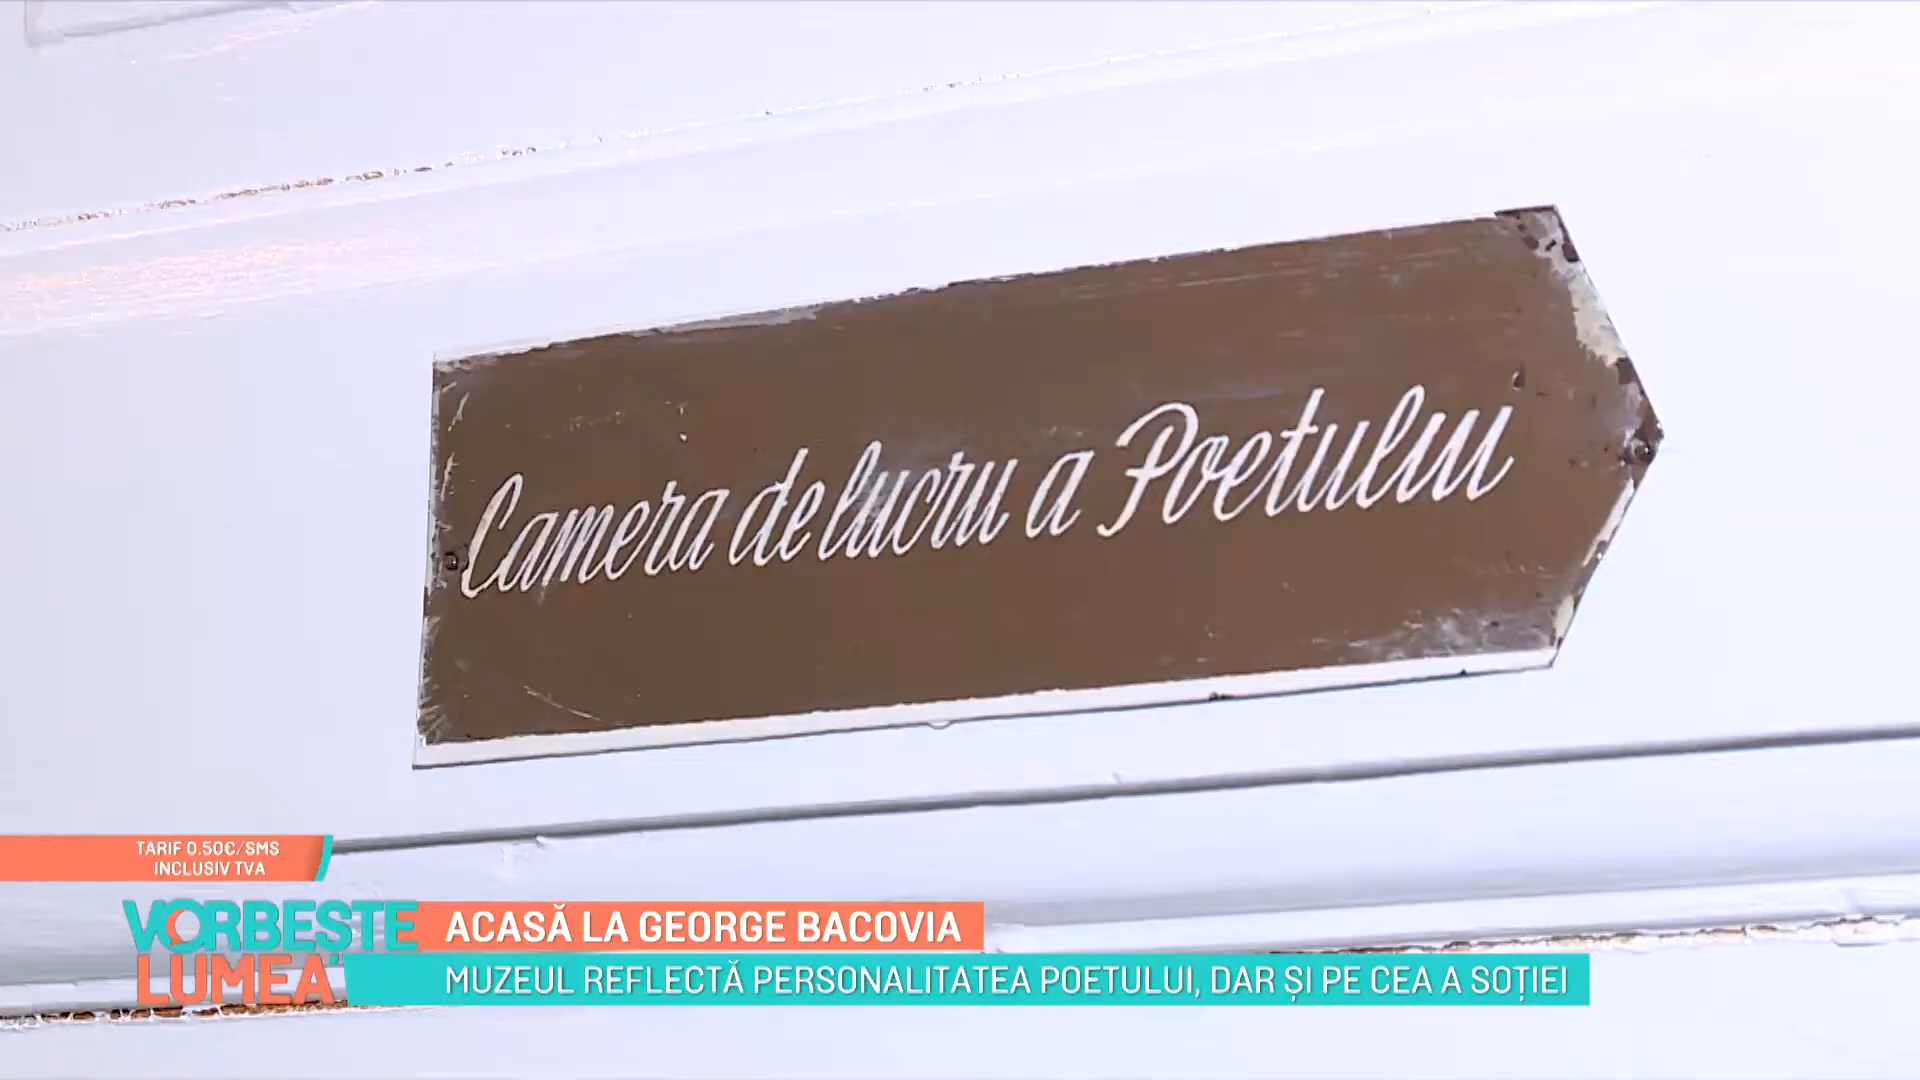 Camera de lucru a Poetului
TARIF 0.50€/SMS
INCLUSIV TVA
VORBEȘTE
LUMEA
ACASĂ LA GEORGE BACOVIA
MUZEUL REFLECTĂ PERSONALITATEA POETULUI, DAR ȘI PE CEA A SOȚIEI